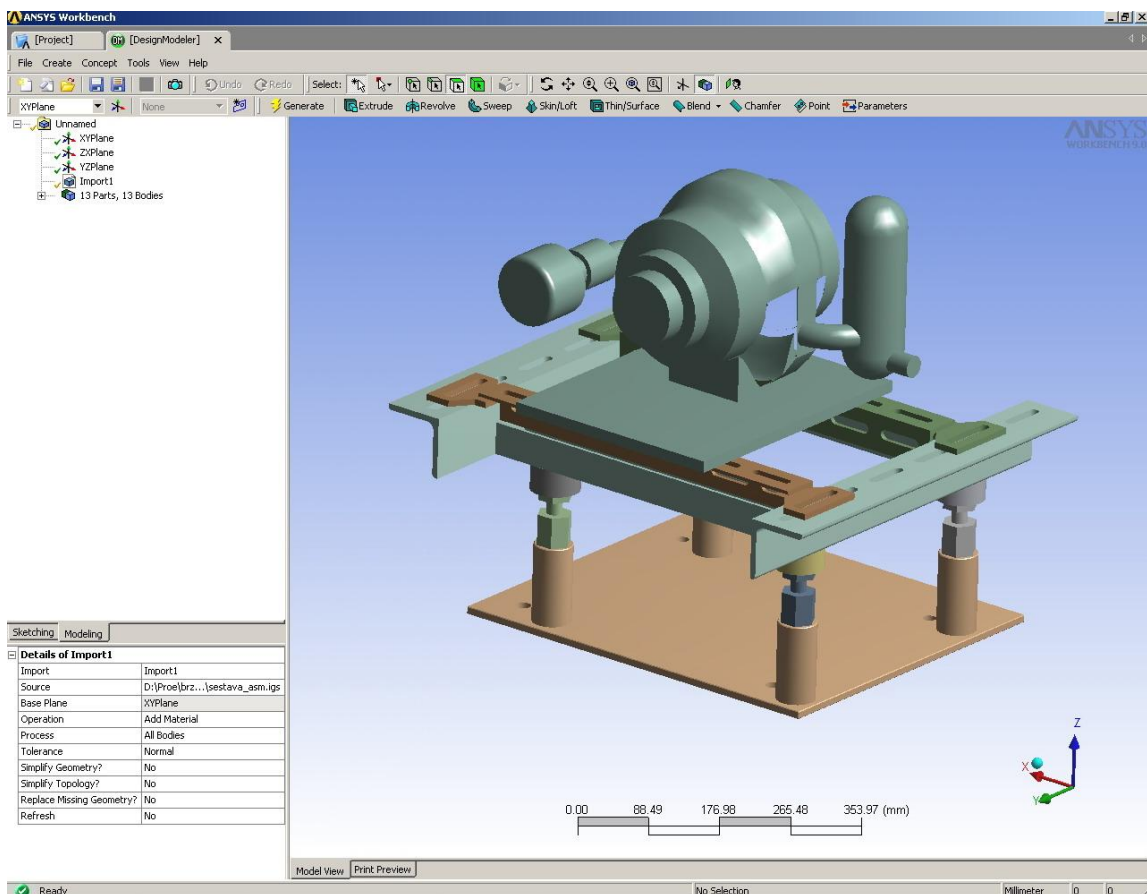 ANSYS Workbench
[Project] [DesignModeler]
File Create Concept Tools View Help
Undo Redo Select:
XYPlane None Generate Extrude Revolve Sweep Skin/Loft Thin/Surface Blend Chamfer Point Parameters
Unnamed
XYPlane
ZXPlane
YZPlane
Import1
13 Parts, 13 Bodies
ANSYS
WORKBENCH 9.0
Sketching Modeling
Details of Import1
Import Import1
Source D:\Proe\brz...\sestava_asm.igs
Base Plane XYPlane
Operation Add Material
Process All Bodies
Tolerance Normal
Simplify Geometry? No
Simplify Topology? No
Replace Missing Geometry? No
Refresh No
Z
X
Y
0.00 88.49 176.98 265.48 353.97 (mm)
Model View Print Preview
Ready No Selection Millimeter 0 0